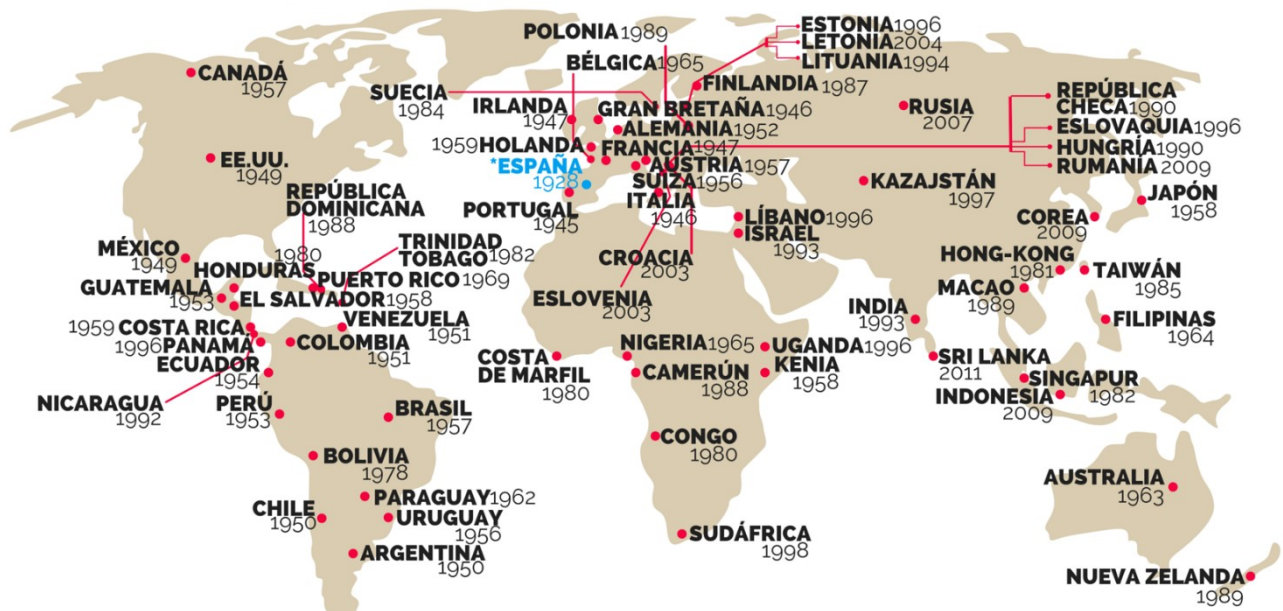 POLONIA 1989
BÉLGICA 1965
SUECIA
1984
IRLANDA
1947
1959 HOLANDA
*ESPAÑA
1928
PORTUGAL
1945
ESTONIA 1996
LETONIA 2004
LITUANIA 1994
FINLANDIA 1987
GRAN BRETAÑA 1946
ALEMANIA 1952
FRANCIA 1947
AUSTRIA 1957
SUIZA 1956
ITALIA
1946
CROACIA
2003
ESLOVENIA
2003
REPÚBLICA
CHECA 1990
ESLOVAQUIA 1996
HUNGRÍA 1990
RUMANÍA 2009
RUSIA
2007
KAZAJSTÁN
1997
JAPÓN
1958
COREA
2009
LÍBANO 1996
ISRAEL
1993
HONG-KONG
1981
TAIWÁN
1985
MACAO
1989
INDIA
1993
FILIPINAS
1964
SRI LANKA
2011
SINGAPUR
1982
INDONESIA
2009
CANADÁ
1957
EE.UU.
1949
REPÚBLICA
DOMINICANA
1988
MÉXICO
1949
1980
HONDURAS
TRINIDAD
TOBAGO 1982
PUERTO RICO 1969
GUATEMALA
1953
EL SALVADOR 1958
VENEZUELA
1951
1959 COSTA RICA
1996 PANAMÁ
COLOMBIA
1951
ECUADOR
1954
NICARAGUA
1992
PERÚ
1953
BRASIL
1957
BOLIVIA
1978
PARAGUAY 1962
CHILE
1950
URUGUAY
1956
ARGENTINA
1950
COSTA
DE MARFIL
1980
NIGERIA 1965
CAMERÚN
1988
UGANDA 1996
KENIA
1958
CONGO
1980
SUDÁFRICA
1998
AUSTRALIA
1963
NUEVA ZELANDA
1989